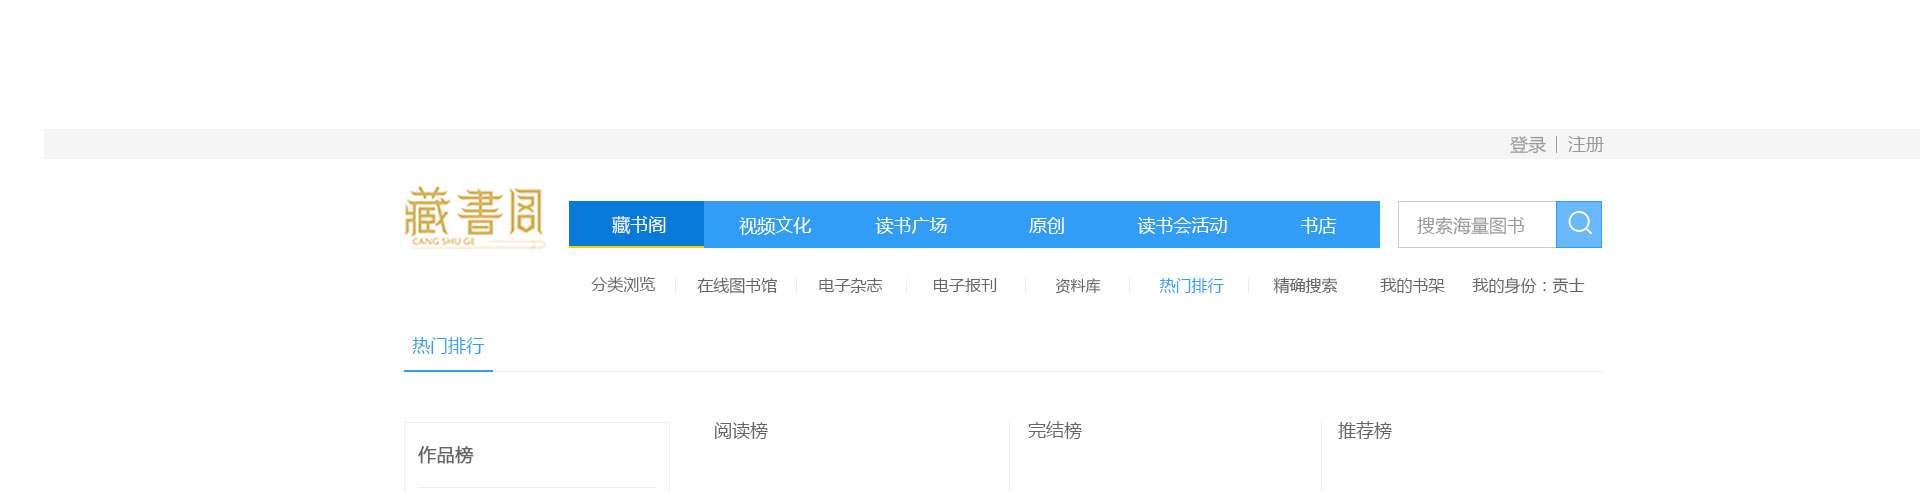 登录 | 注册
藏書阁
CANG SHU GE
藏书阁 视频文化 读书广场 原创 读书会活动 书店 搜索海量图书
分类浏览 在线图书馆 电子杂志 电子报刊 资料库 热门排行 精确搜索 我的书架 我的身份：贡士
热门排行
阅读榜 完结榜 推荐榜
作品榜